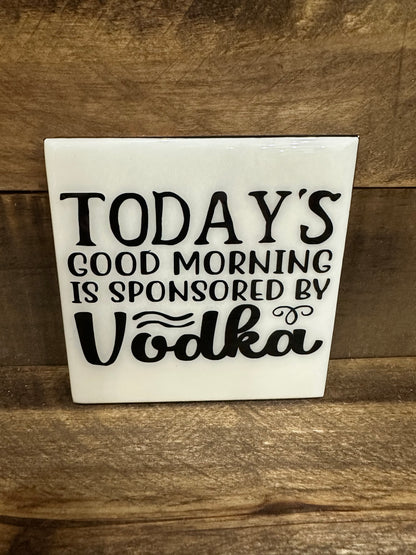 TODAY'S
GOOD MORNING
IS SPONSORED BY
Vodka